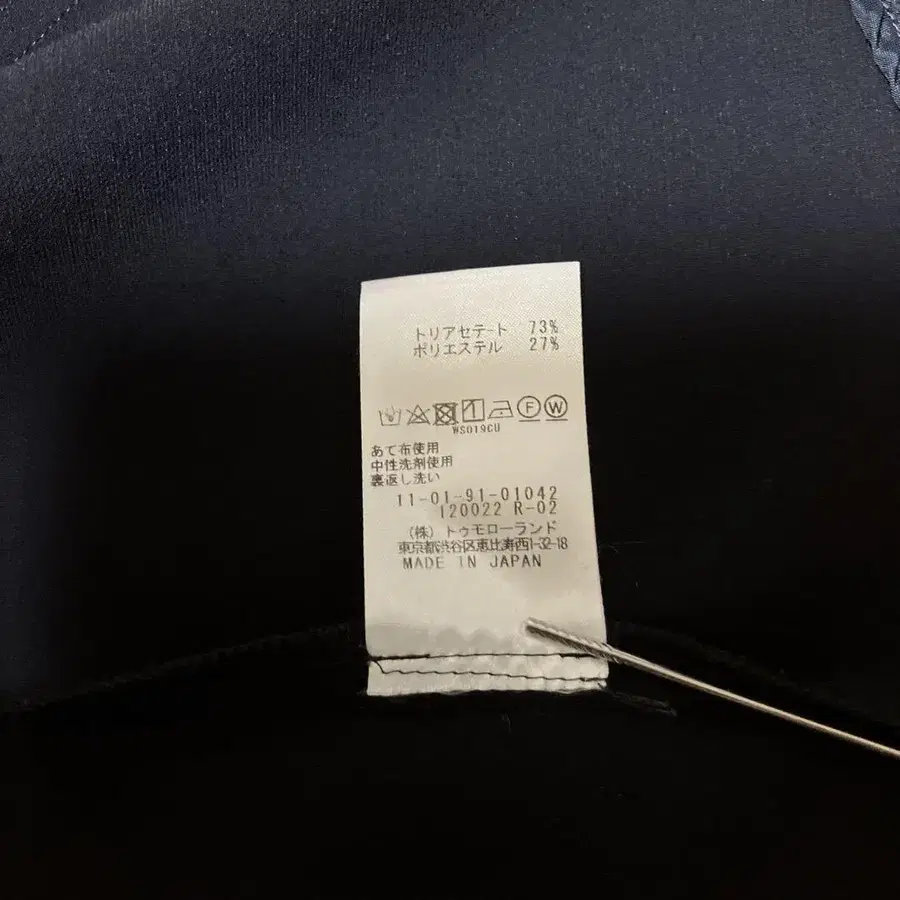 トリアセテート 73%
ポリエステル 27%
F W
WS019CU
あて布使用
中性洗剤使用
裏返し洗い
11-01-91-01042
120022 R-02
(株) トゥモローランド
東京都渋谷区恵比寿西1-32-18
MADE IN JAPAN